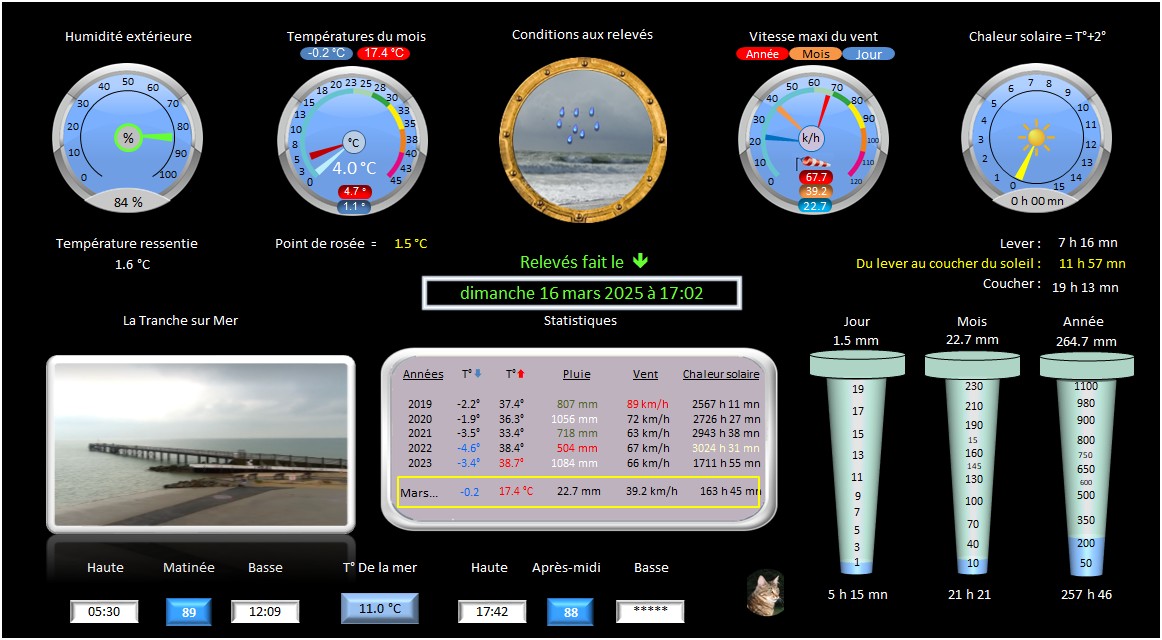 Humidité extérieure
Températures du mois
Conditions aux relevés
Vitesse maxi du vent
Chaleur solaire = T°+2°
-0.2 °C 17.4 °C
Année Mois Jour
0 10 20 30 40 50 60 70 80 90 100
%
84 %
0 3 5 8 10 13 15 18 20 23 25 28 30 33 35 38 40 43 45
°C
4.0 °C
4.7 °
1.1 °
0 10 20 30 40 50 60 70 80 90 100 110 120
k/h
67.7
39.2
22.7
0 1 2 3 4 5 6 7 8 9 10 11 12 13 14 15
0 h 00 mn
Température ressentie
1.6 °C
Point de rosée = 1.5 °C
Relevés fait le
dimanche 16 mars 2025 à 17:02
Lever : 7 h 16 mn
Du lever au coucher du soleil : 11 h 57 mn
Coucher : 19 h 13 mn
La Tranche sur Mer
Statistiques
Années T° T° Pluie Vent Chaleur solaire
2019 -2.2° 37.4° 807 mm 89 km/h 2567 h 11 mn
2020 -1.9° 36.3° 1056 mm 72 km/h 2726 h 27 mn
2021 -3.5° 33.4° 718 mm 63 km/h 2943 h 38 mn
2022 -4.6° 38.4° 504 mm 67 km/h 3024 h 31 mn
2023 -3.4° 38.7° 1084 mm 66 km/h 1711 h 55 mn
Mars... -0.2 17.4 °C 22.7 mm 39.2 km/h 163 h 45 mn
Jour
1.5 mm
19
17
15
13
11
9
7
5
3
1
5 h 15 mn
Mois
22.7 mm
230
210
190
15
160
145
130
100
70
40
10
21 h 21
Année
264.7 mm
1100
980
900
800
750
650
600
500
350
200
50
257 h 46
Haute Matinée Basse
05:30 89 12:09
T° De la mer
11.0 °C
Haute Après-midi Basse
17:42 88 *****